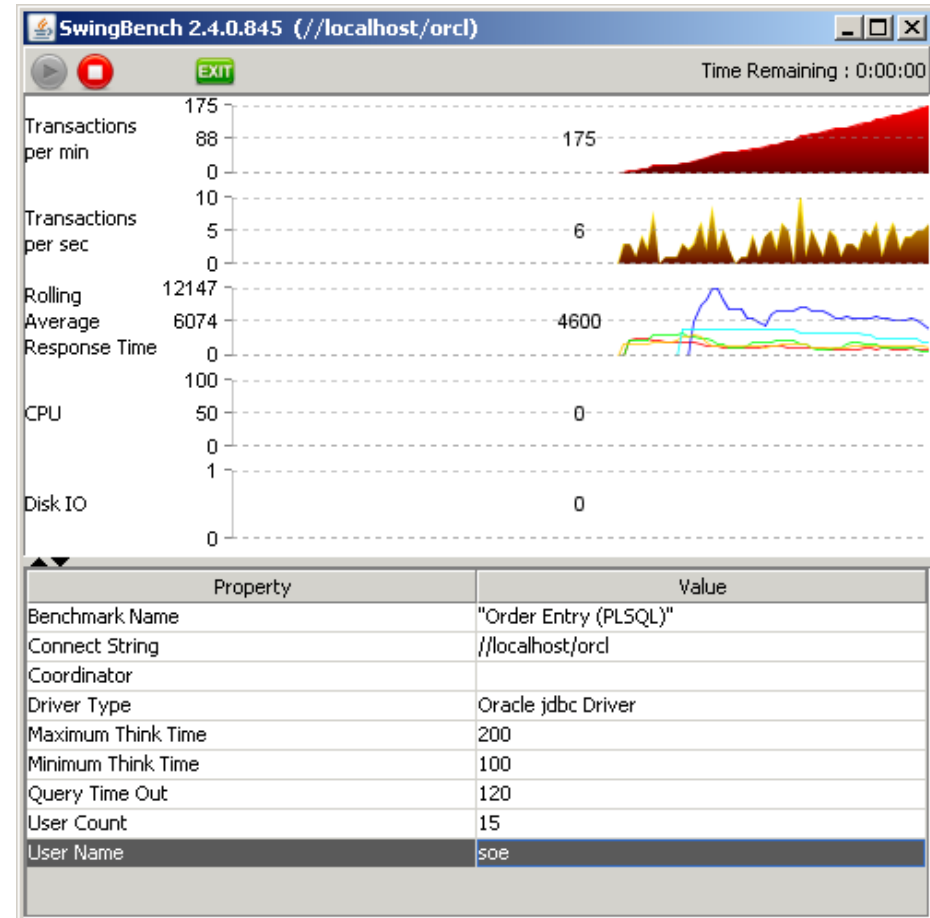 SwingBench 2.4.0.845 (//localhost/orcl)
EXIT
Time Remaining : 0:00:00
Transactions
per min
175
88
0
175
Transactions
per sec
10
5
0
6
Rolling
Average
Response Time
12147
6074
0
4600
CPU
100
50
0
0
Disk IO
1
0
0
Property Value
Benchmark Name "Order Entry (PLSQL)"
Connect String //localhost/orcl
Coordinator
Driver Type Oracle jdbc Driver
Maximum Think Time 200
Minimum Think Time 100
Query Time Out 120
User Count 15
User Name soe